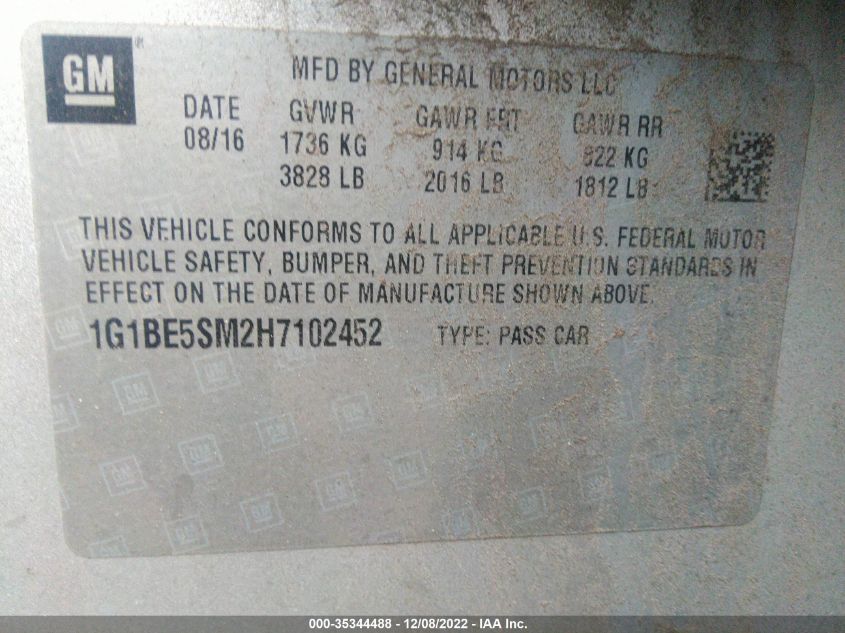 GM
MFD BY GENERAL MOTORS LLC
DATE GVWR GAWR FRT GAWR RR
08/16 1736 KG 914 KG 822 KG
3828 LB 2016 LB 1812 LB
THIS VEHICLE CONFORMS TO ALL APPLICABLE U.S. FEDERAL MOTOR
VEHICLE SAFETY, BUMPER, AND THEFT PREVENTION STANDARDS IN
EFFECT ON THE DATE OF MANUFACTURE SHOWN ABOVE.
1G1BE5SM2H7102452 TYPE: PASS CAR
000-35344488 - 12/08/2022 - IAA Inc.